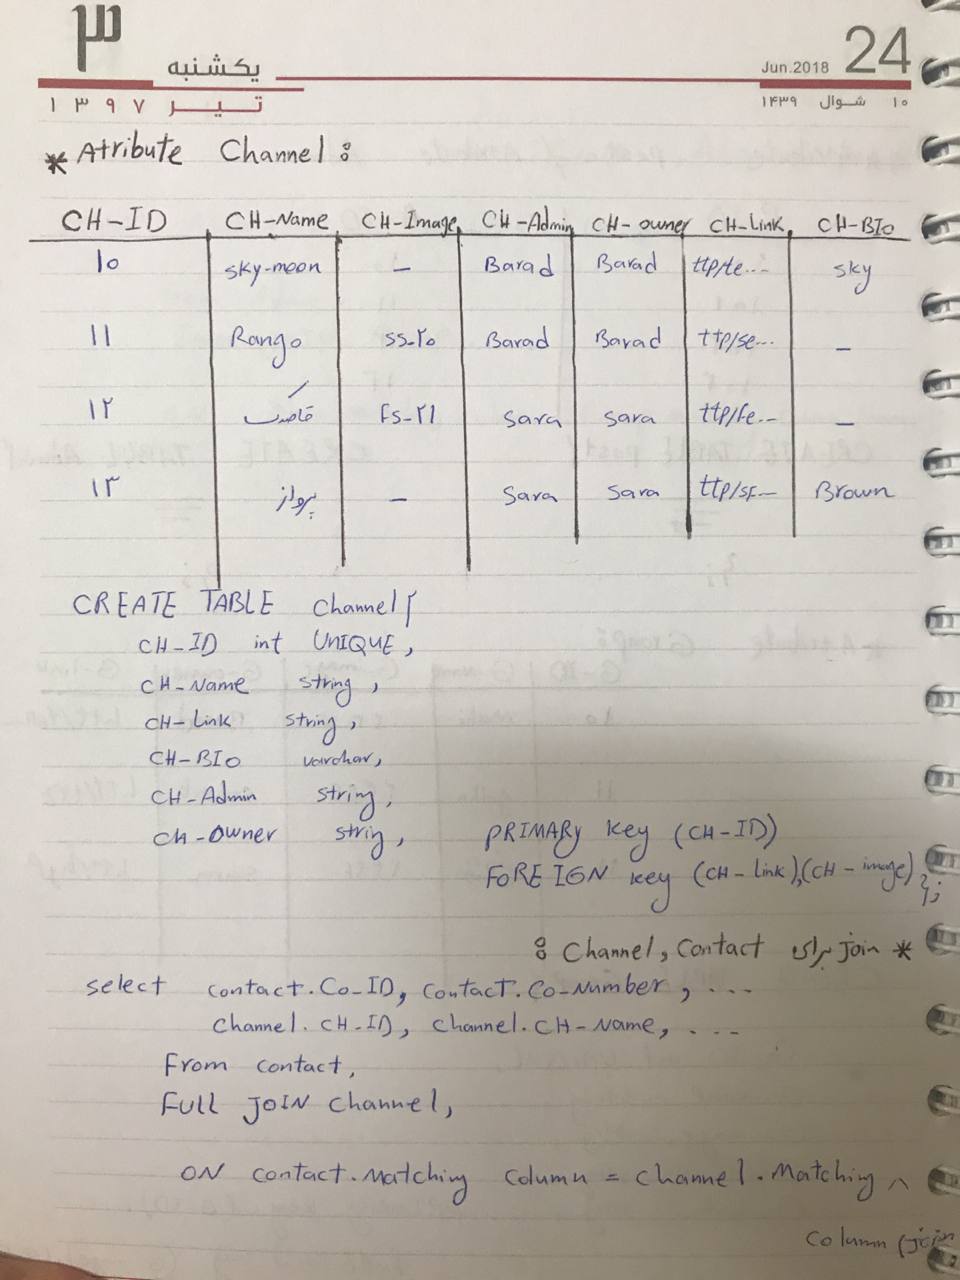 ۳
یکشنبه
تیر ۱۳۹۷
24
Jun.2018
۱۰ شوال ۱۴۳۹
* Atribute Channel :
CH-ID CH-Name CH-Image CH-Admin CH-owner CH-Link CH-BIO
۱۰ sky-moon - Barad Barad ttp/te... sky
۱۱ Rango ss-۲۰ Barad Barad ttp/se... -
۱۲ قاصدک Fs-۲۱ Sara Sara ttp/Fe... -
۱۳ پرواز - Sara Sara ttp/SF... Brown
CREATE TABLE channel{
CH-ID int UNIQUE,
CH-Name string,
CH-Link string,
CH-BIO varchar,
CH-Admin string,
CH-Owner strig, PRIMARY key (CH-ID)
FOREIGN key (CH-link),(CH-image)
};
* join برای Channel, Contact :
select contact.Co-ID, contact.Co-Number, ...
Channel.CH-ID, channel.CH-Name, ...
From contact,
FULL JOIN channel,
ON contact.Matching column = channel.Matching ^
column (join